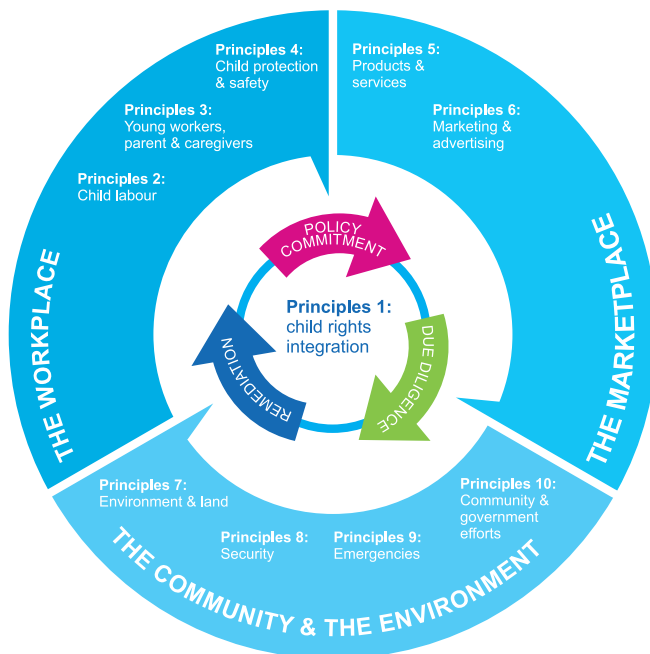 Principles 4:
Child protection
& safety
Principles 3:
Young workers,
parent & caregivers
Principles 2:
Child labour
THE WORKPLACE
Principles 5:
Products &
services
Principles 6:
Marketing &
advertising
THE MARKETPLACE
POLICY
COMMITMENT
DUE DILIGENCE
REMEDIATION
Principles 1:
child rights
integration
Principles 7:
Environment & land
Principles 8:
Security
Principles 9:
Emergencies
Principles 10:
Community &
government
efforts
THE COMMUNITY & THE ENVIRONMENT